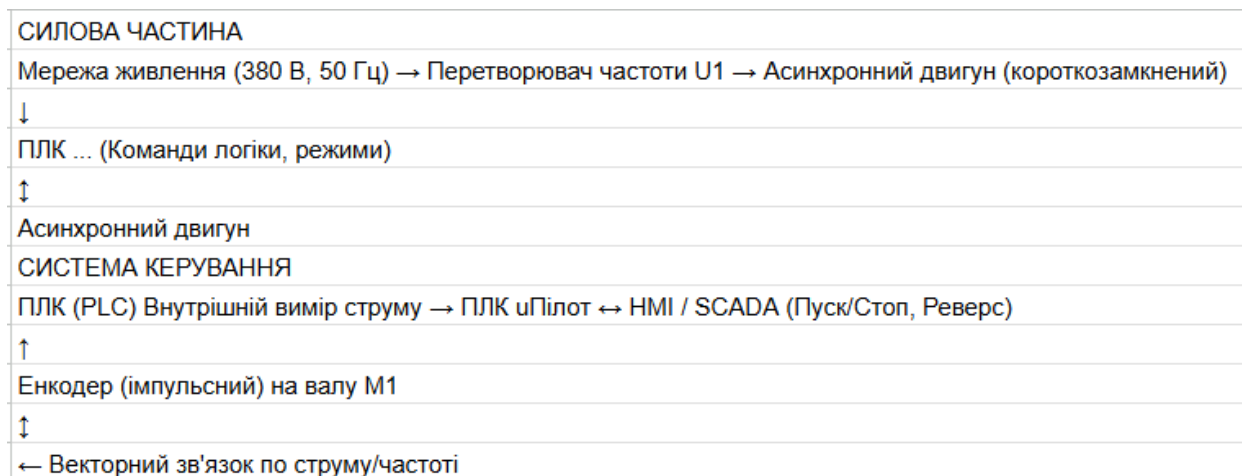 СИЛОВА ЧАСТИНА
Мережа живлення (380 В, 50 Гц) → Перетворювач частоти U1 → Асинхронний двигун (короткозамкнений)
↓
ПЛК ... (Команди логіки, режими)
↕
Асинхронний двигун
СИСТЕМА КЕРУВАННЯ
ПЛК (PLC) Внутрішній вимір струму → ПЛК иПілот ↔ HMI / SCADA (Пуск/Стоп, Реверс)
↑
Енкодер (імпульсний) на валу М1
↕
← Векторний зв'язок по струму/частоті